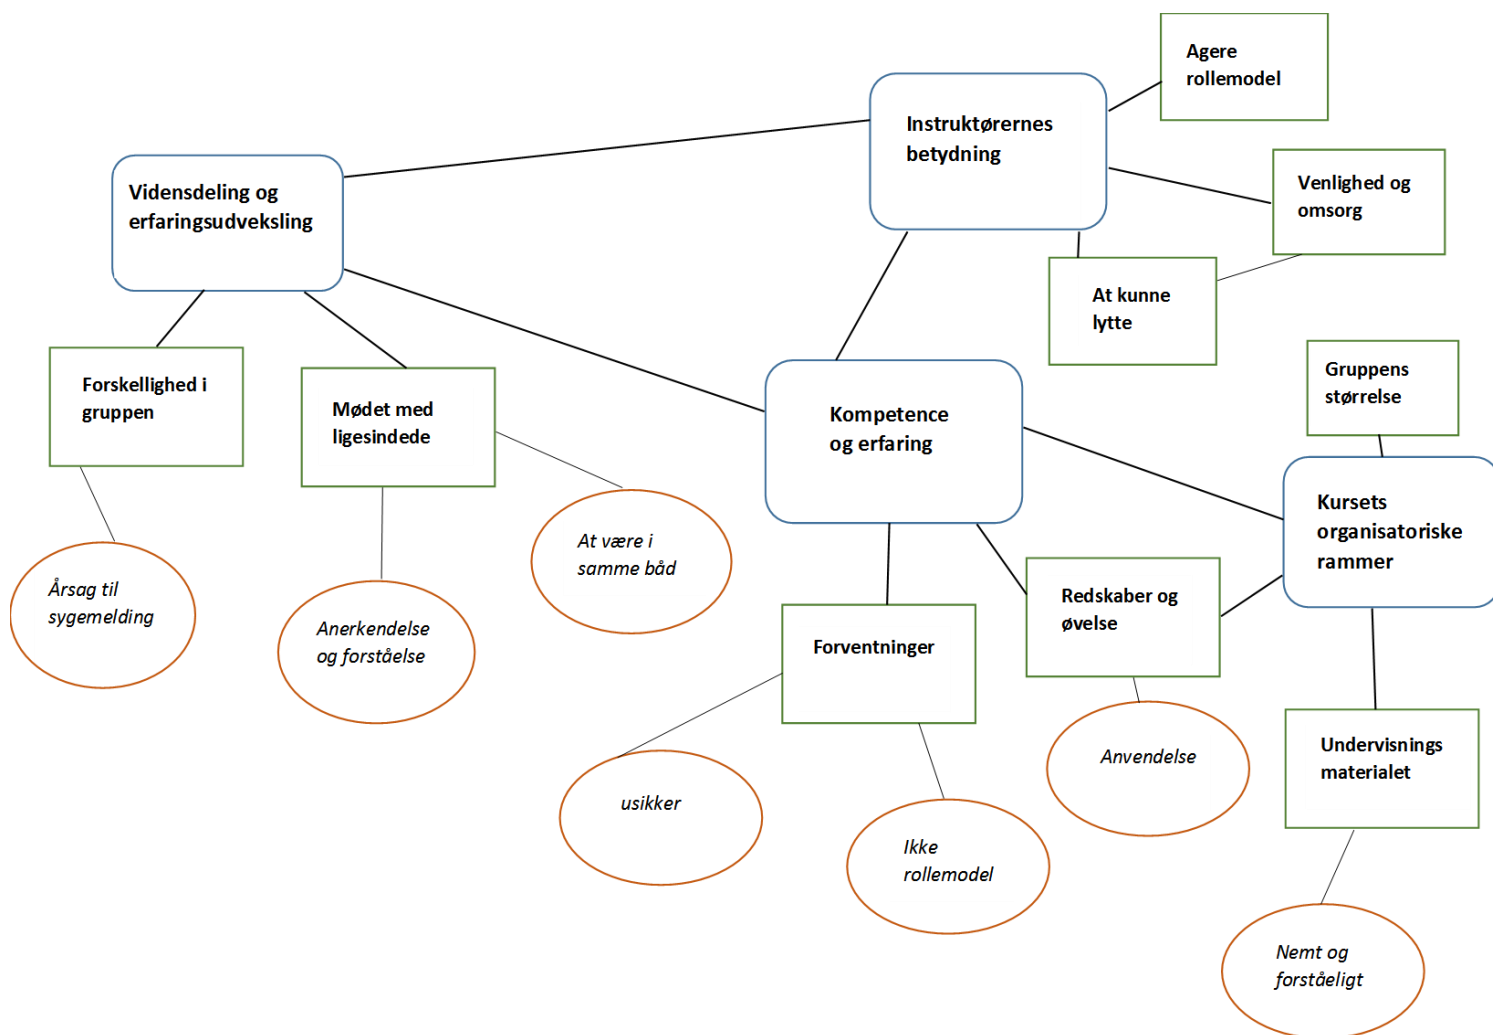 Agere
rollemodel
Instruktørernes
betydning
Venlighed og
omsorg
Vidensdeling og
erfaringsudveksling
At kunne
lytte
Forskellighed i
gruppen
Mødet med
ligesindede
Kompetence
og erfaring
Gruppens
størrelse
Kursets
organisatoriske
rammer
At være i
samme båd
Årsag til
sygemelding
Anerkendelse
og forståelse
Redskaber og
øvelse
Forventninger
Anvendelse
Undervisnings
materialet
usikker
Ikke
rollemodel
Nemt og
forståeligt